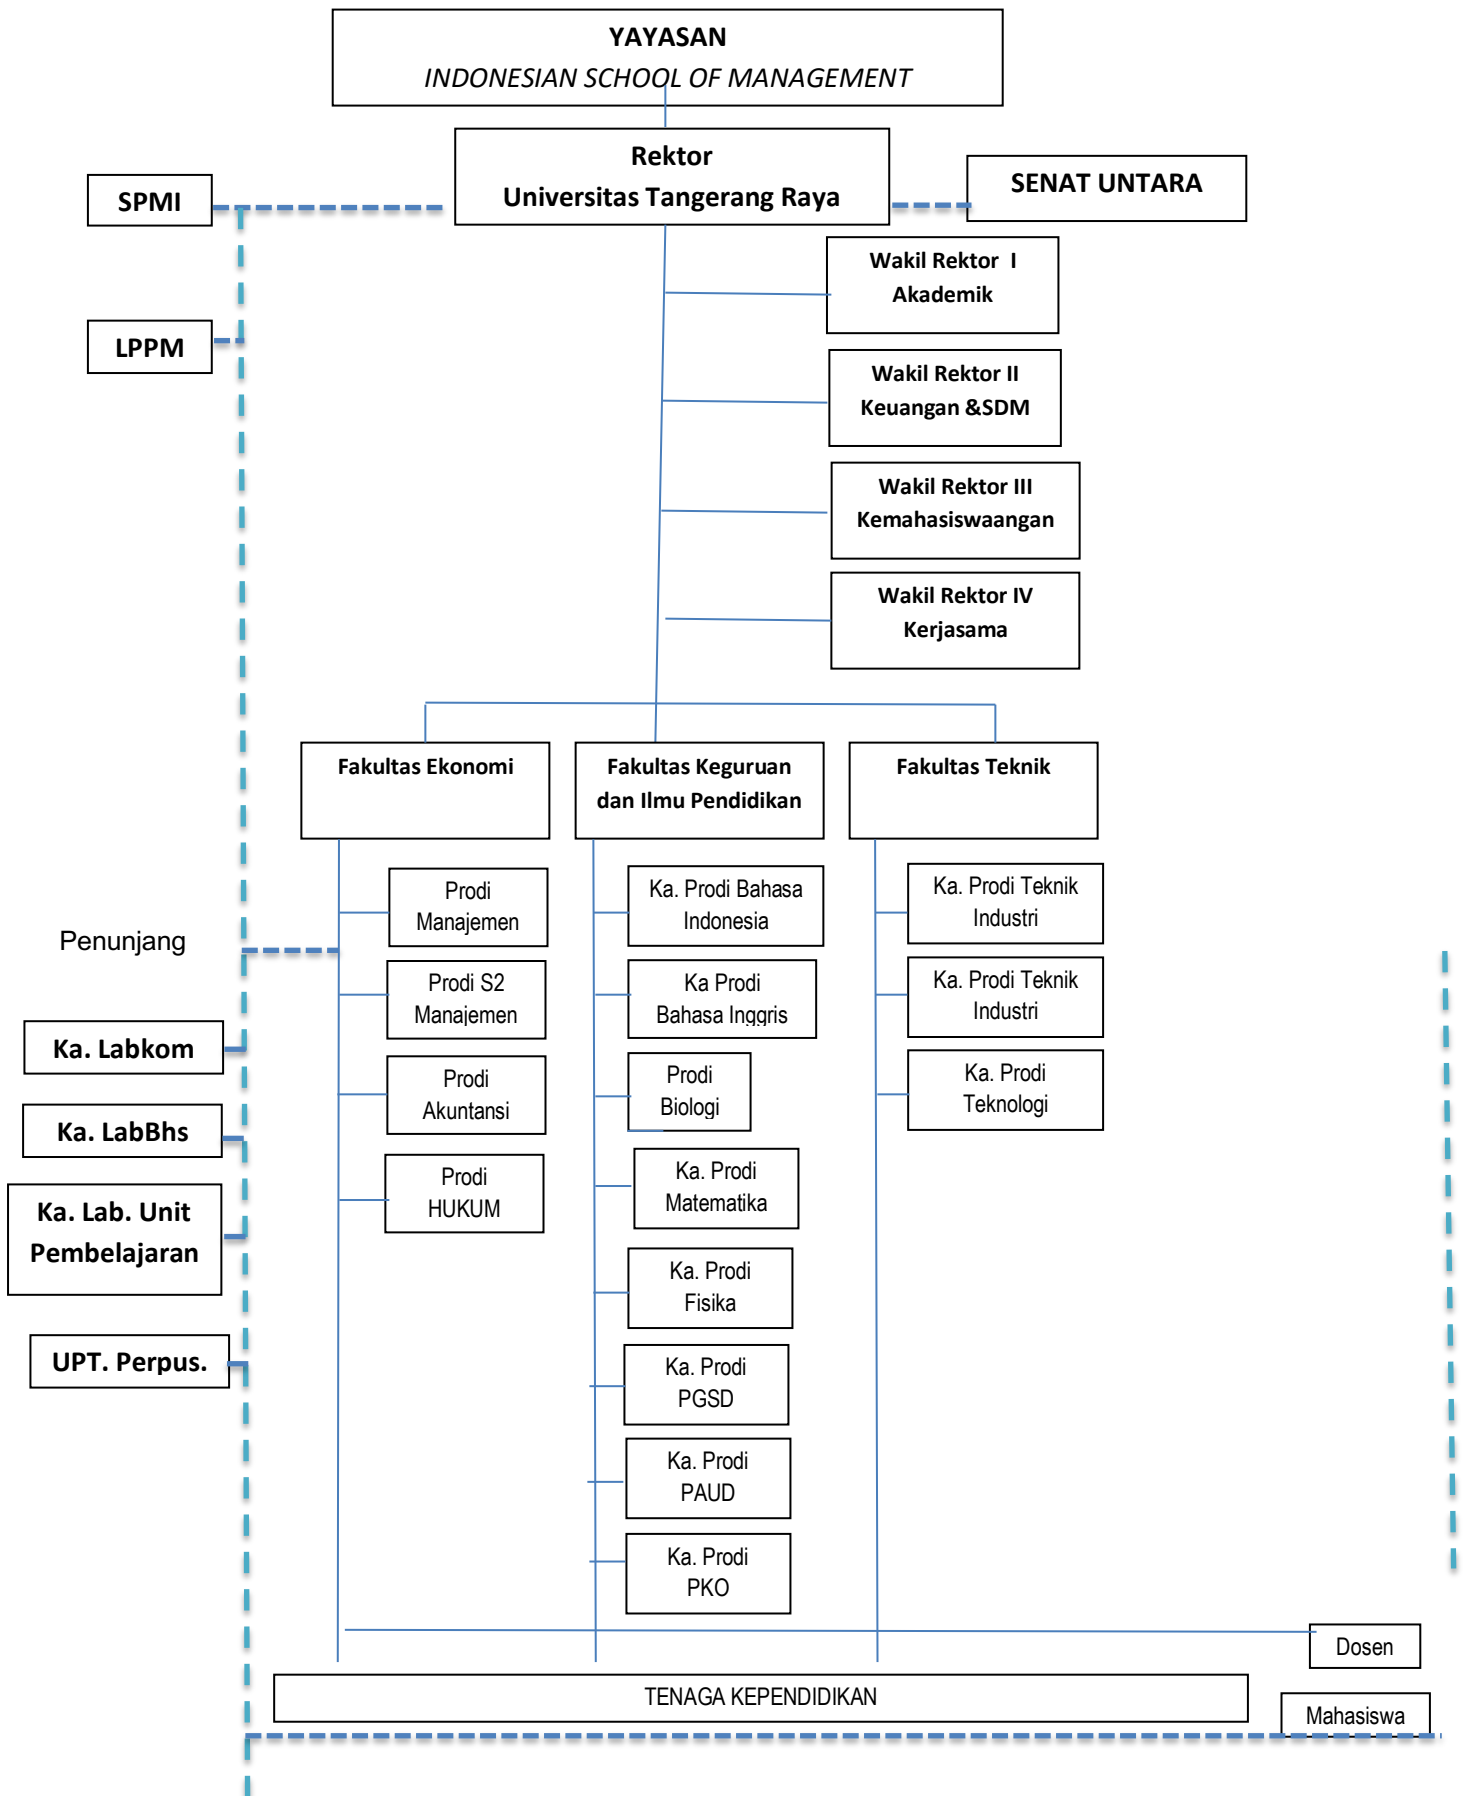 YAYASAN
INDONESIAN SCHOOL OF MANAGEMENT
Rektor
Universitas Tangerang Raya
SENAT UNTARA
SPMI
LPPM
Wakil Rektor I
Akademik
Wakil Rektor II
Keuangan &SDM
Wakil Rektor III
Kemahasiswaangan
Wakil Rektor IV
Kerjasama
Fakultas Ekonomi
Fakultas Keguruan
dan Ilmu Pendidikan
Fakultas Teknik
Prodi
Manajemen
Prodi S2
Manajemen
Prodi
Akuntansi
Prodi
HUKUM
Ka. Prodi Bahasa
Indonesia
Ka Prodi
Bahasa Inggris
Prodi
Biologi
Ka. Prodi
Matematika
Ka. Prodi
Fisika
Ka. Prodi
PGSD
Ka. Prodi
PAUD
Ka. Prodi
PKO
Ka. Prodi Teknik
Industri
Ka. Prodi Teknik
Industri
Ka. Prodi
Teknologi
Penunjang
Ka. Labkom
Ka. LabBhs
Ka. Lab. Unit
Pembelajaran
UPT. Perpus.
Dosen
TENAGA KEPENDIDIKAN
Mahasiswa